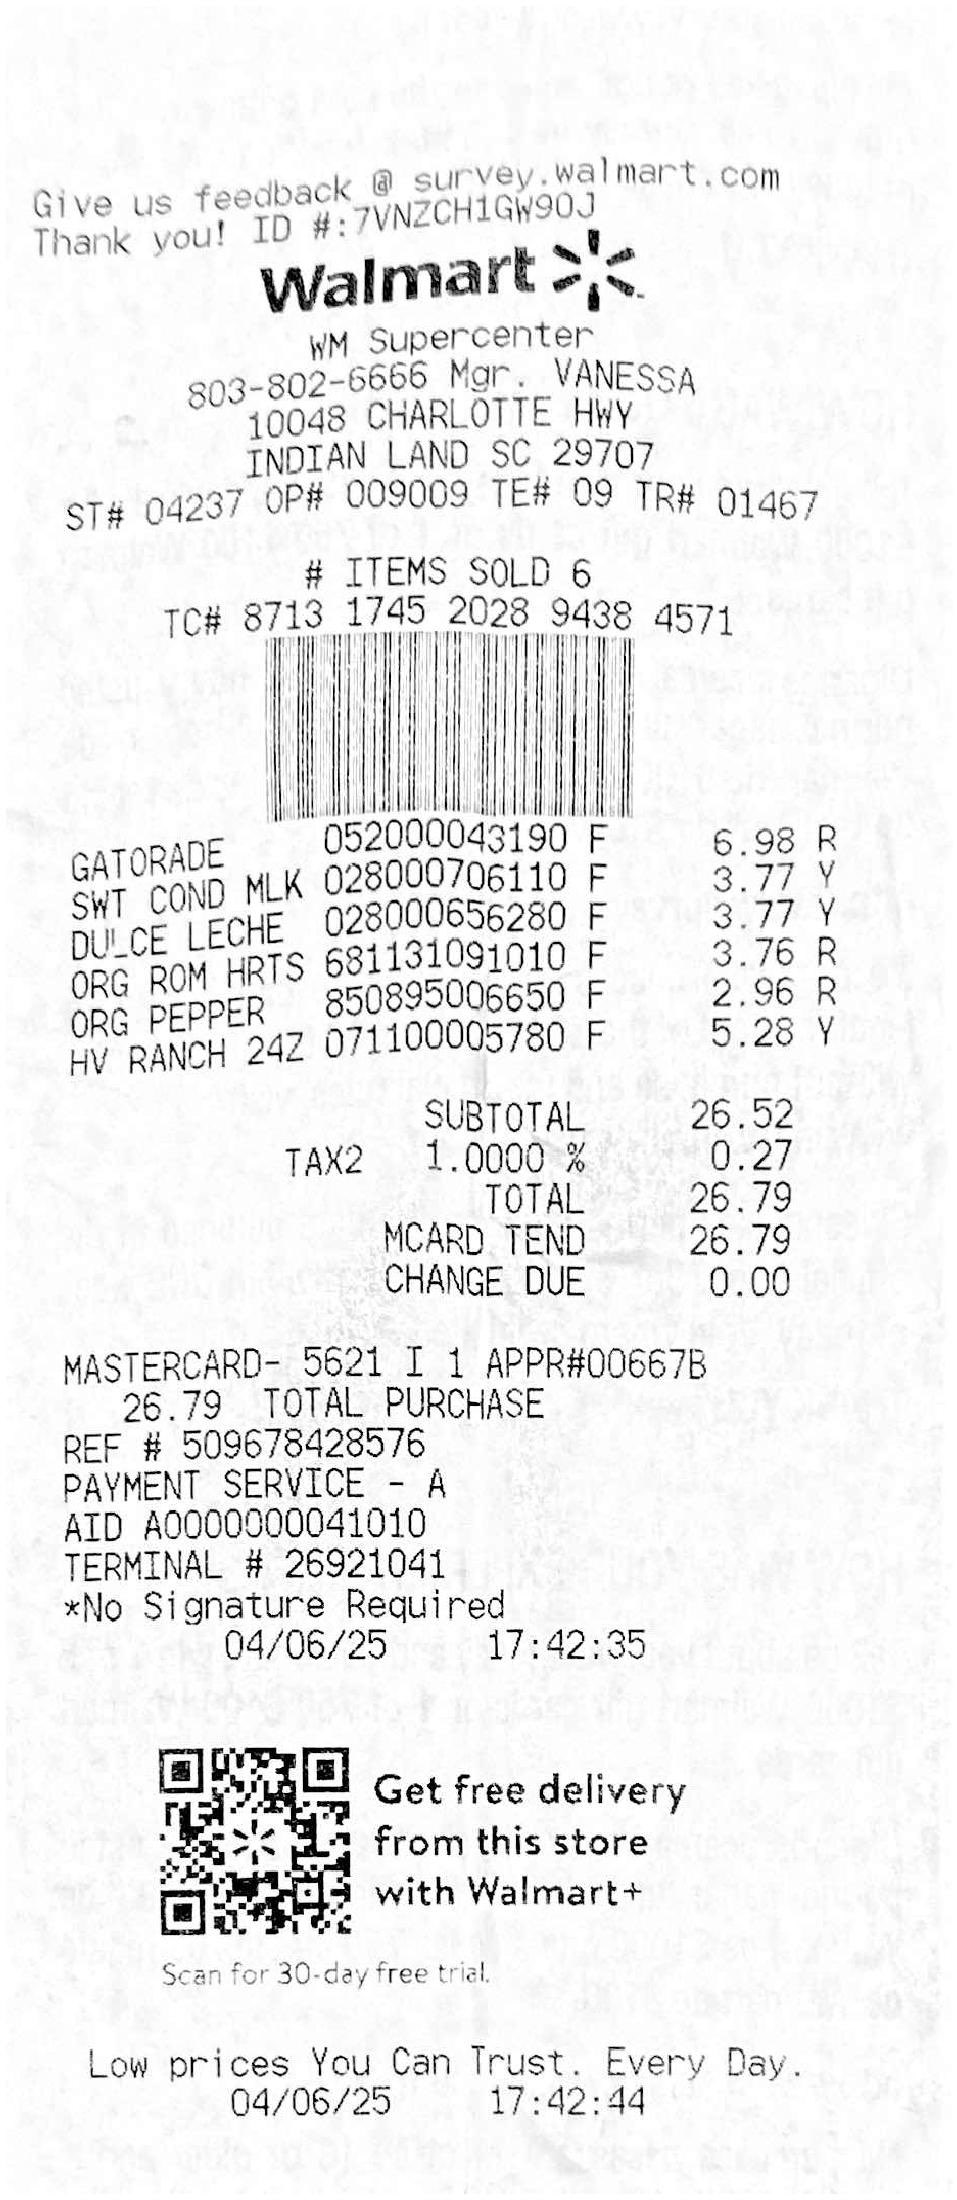 Give us feedback @ survey.walmart.com
Thank you! ID #:7VNZCH1GW90J
Walmart
WM Supercenter
803-802-6666 Mgr. VANESSA
10048 CHARLOTTE HWY
INDIAN LAND SC 29707
ST# 04237 OP# 009009 TE# 09 TR# 01467
# ITEMS SOLD 6
TC# 8713 1745 2028 9438 4571
GATORADE 052000043190 F 6.98 R
SWT COND MLK 028000706110 F 3.77 Y
DULCE LECHE 028000656280 F 3.77 Y
ORG ROM HRTS 681131091010 F 3.76 R
ORG PEPPER 850895006650 F 2.96 R
HV RANCH 24Z 071100005780 F 5.28 Y
SUBTOTAL 26.52
TAX2 1.0000 % 0.27
TOTAL 26.79
MCARD TEND 26.79
CHANGE DUE 0.00
MASTERCARD- 5621 I 1 APPR#00667B
26.79 TOTAL PURCHASE
REF # 509678428576
PAYMENT SERVICE - A
AID A0000000041010
TERMINAL # 26921041
*No Signature Required
04/06/25 17:42:35
Get free delivery
from this store
with Walmart+
Scan for 30-day free trial.
Low prices You Can Trust. Every Day.
04/06/25 17:42:44